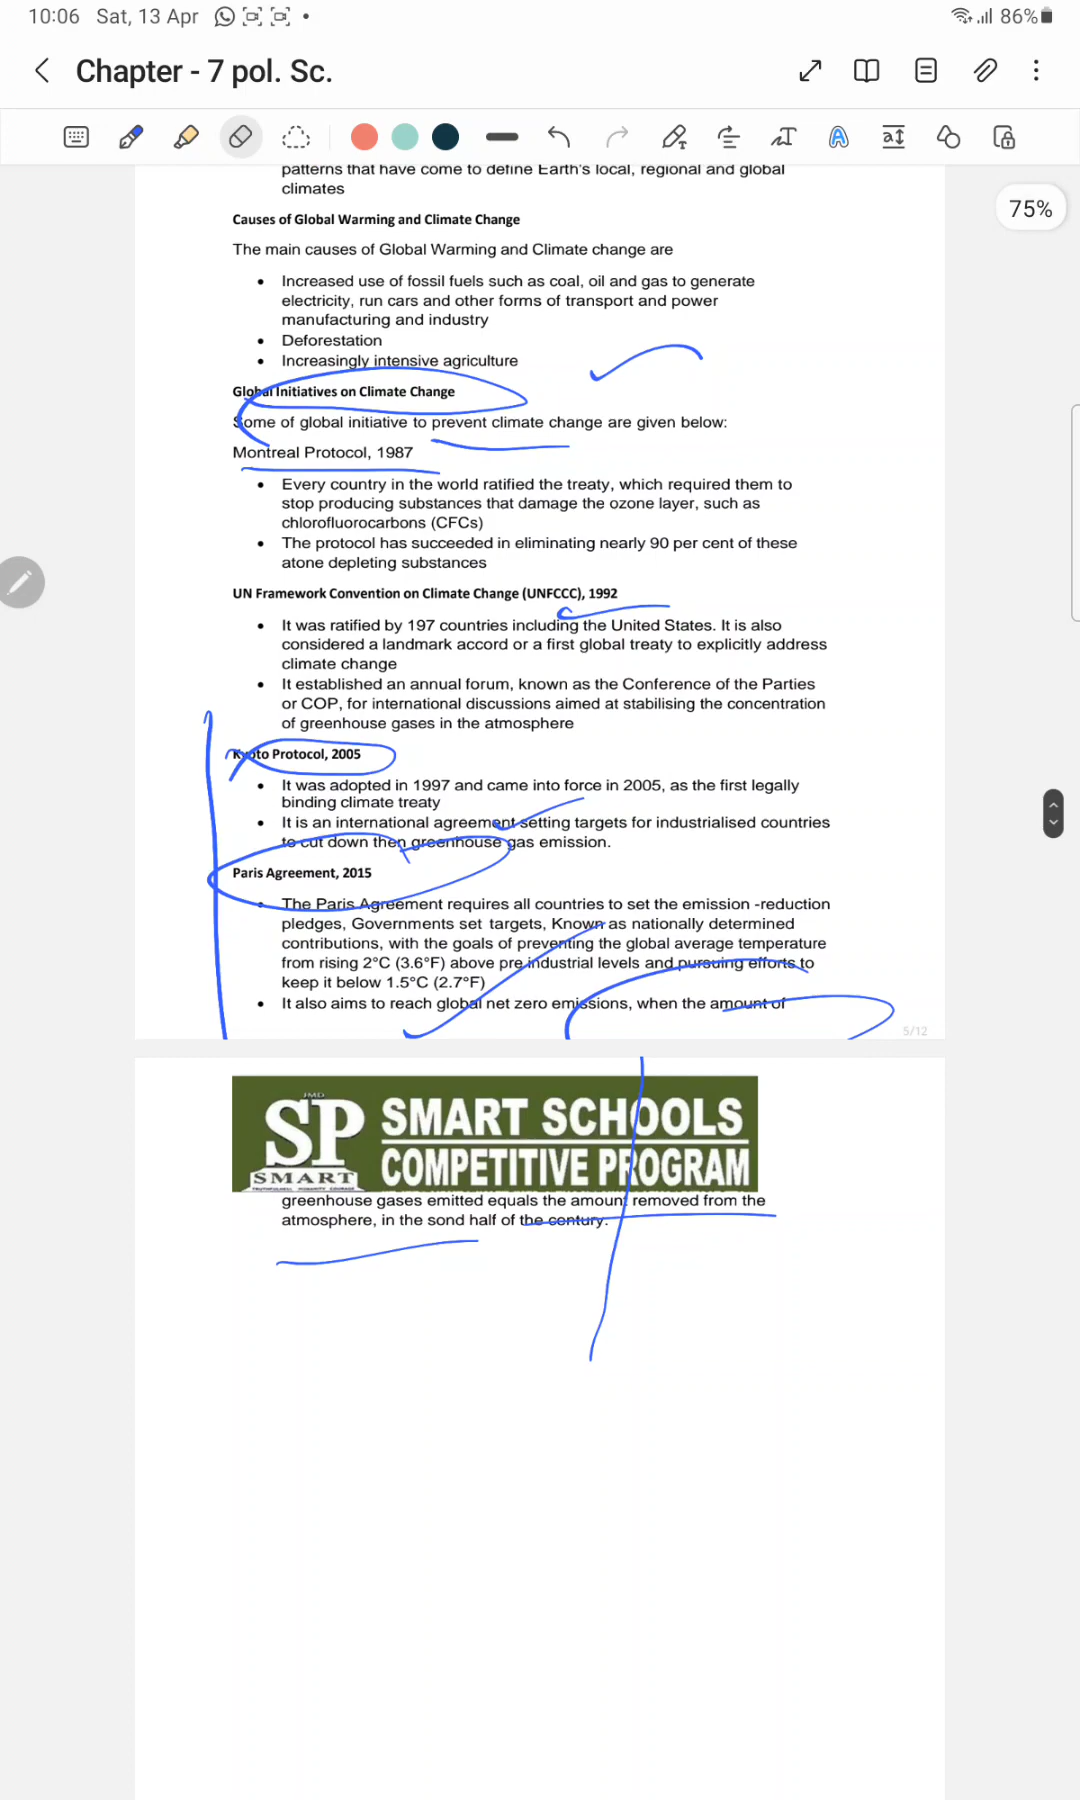 10:06 Sat, 13 Apr
86%
Chapter - 7 pol. Sc.
75%
patterns that have come to define Earth's local, regional and global
climates
Causes of Global Warming and Climate Change
The main causes of Global Warming and Climate change are
• Increased use of fossil fuels such as coal, oil and gas to generate
electricity, run cars and other forms of transport and power
manufacturing and industry
• Deforestation
• Increasingly intensive agriculture
Global Initiatives on Climate Change
Some of global initiative to prevent climate change are given below:
Montreal Protocol, 1987
• Every country in the world ratified the treaty, which required them to
stop producing substances that damage the ozone layer, such as
chlorofluorocarbons (CFCs)
• The protocol has succeeded in eliminating nearly 90 per cent of these
atone depleting substances
UN Framework Convention on Climate Change (UNFCCC), 1992
• It was ratified by 197 countries including the United States. It is also
considered a landmark accord or a first global treaty to explicitly address
climate change
• It established an annual forum, known as the Conference of the Parties
or COP, for international discussions aimed at stabilising the concentration
of greenhouse gases in the atmosphere
Kyoto Protocol, 2005
• It was adopted in 1997 and came into force in 2005, as the first legally
binding climate treaty
• It is an international agreement setting targets for industrialised countries
to cut down then greenhouse gas emission.
Paris Agreement, 2015
• The Paris Agreement requires all countries to set the emission -reduction
pledges, Governments set targets, Known as nationally determined
contributions, with the goals of preventing the global average temperature
from rising 2°C (3.6°F) above pre industrial levels and pursuing efforts to
keep it below 1.5°C (2.7°F)
• It also aims to reach global net zero emissions, when the amount of
5/12
JMD
SP SMART SCHOOLS
SMART COMPETITIVE PROGRAM
greenhouse gases emitted equals the amount removed from the
atmosphere, in the sond half of the century.